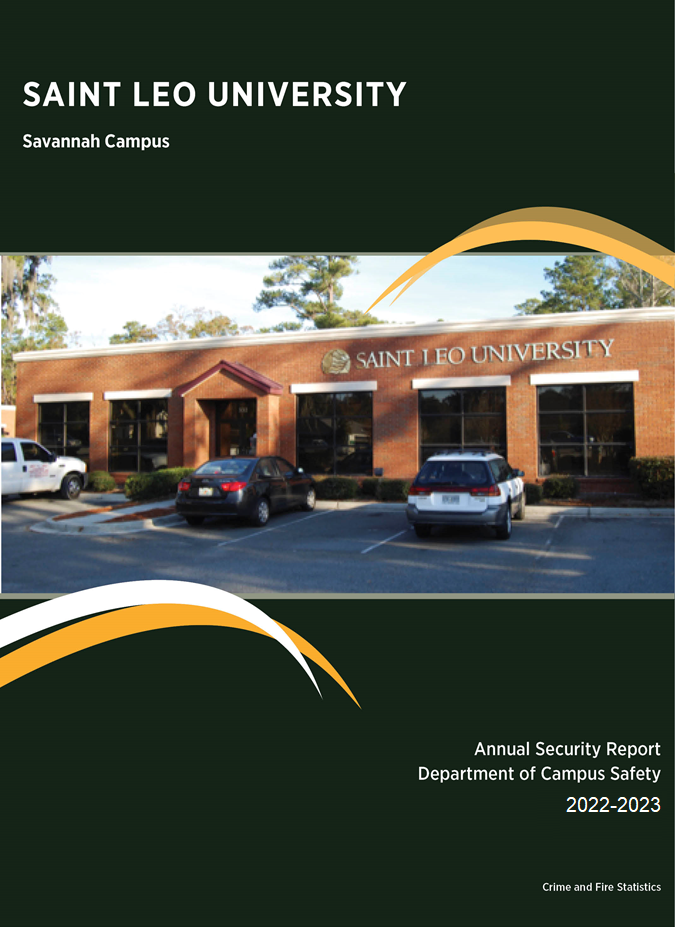 SAINT LEO UNIVERSITY
Savannah Campus
SAINT LEO UNIVERSITY
Annual Security Report
Department of Campus Safety
2022-2023
Crime and Fire Statistics